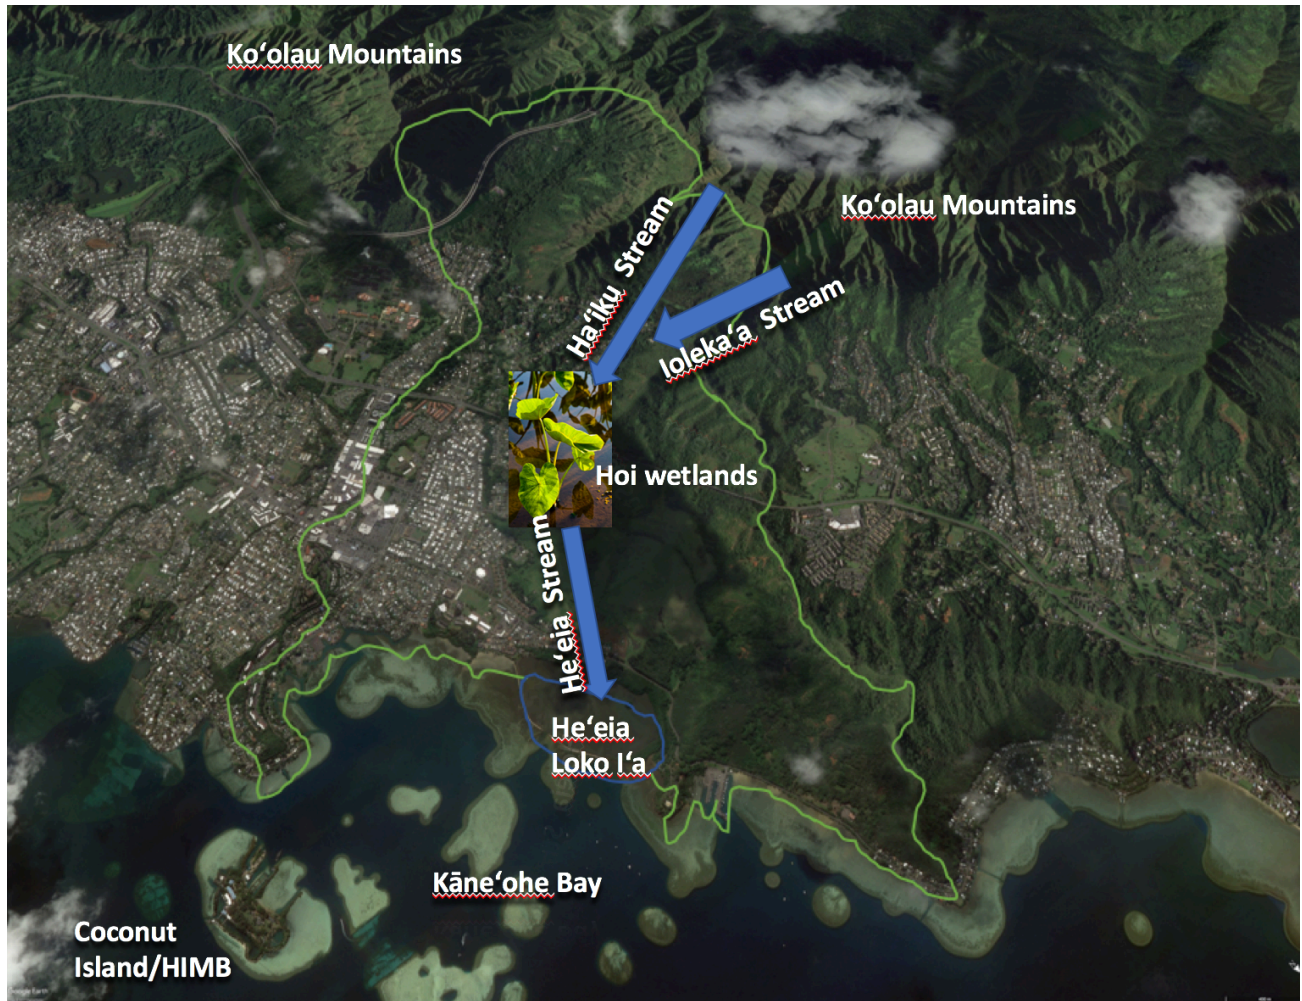 Ko‘olau Mountains
Ko‘olau Mountains
Ha‘iku Stream
Ioleka‘a Stream
Hoi wetlands
He‘eia Stream
He‘eia
Loko I‘a
Kāne‘ohe Bay
Coconut
Island/HIMB